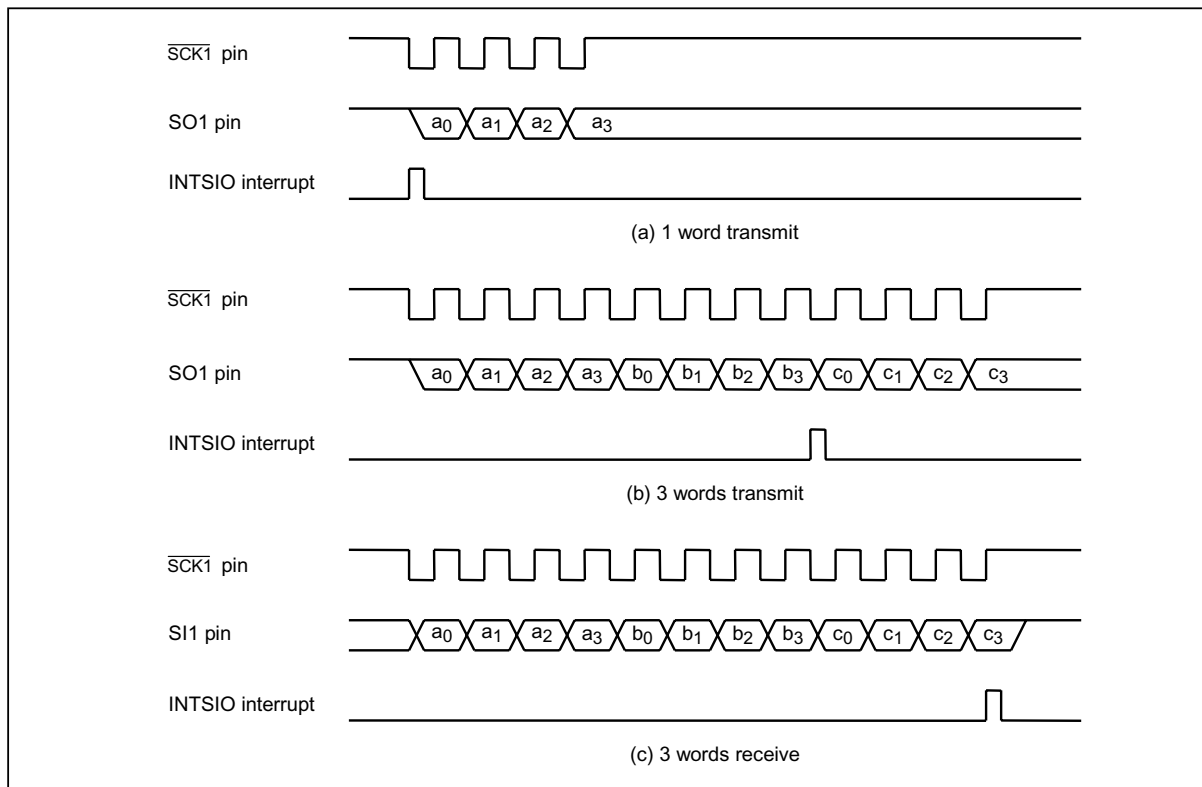 SCK1 pin
SO1 pin
a0 a1 a2 a3
INTSIO interrupt
(a) 1 word transmit
SCK1 pin
SO1 pin
a0 a1 a2 a3 b0 b1 b2 b3 c0 c1 c2 c3
INTSIO interrupt
(b) 3 words transmit
SCK1 pin
SI1 pin
a0 a1 a2 a3 b0 b1 b2 b3 c0 c1 c2 c3
INTSIO interrupt
(c) 3 words receive